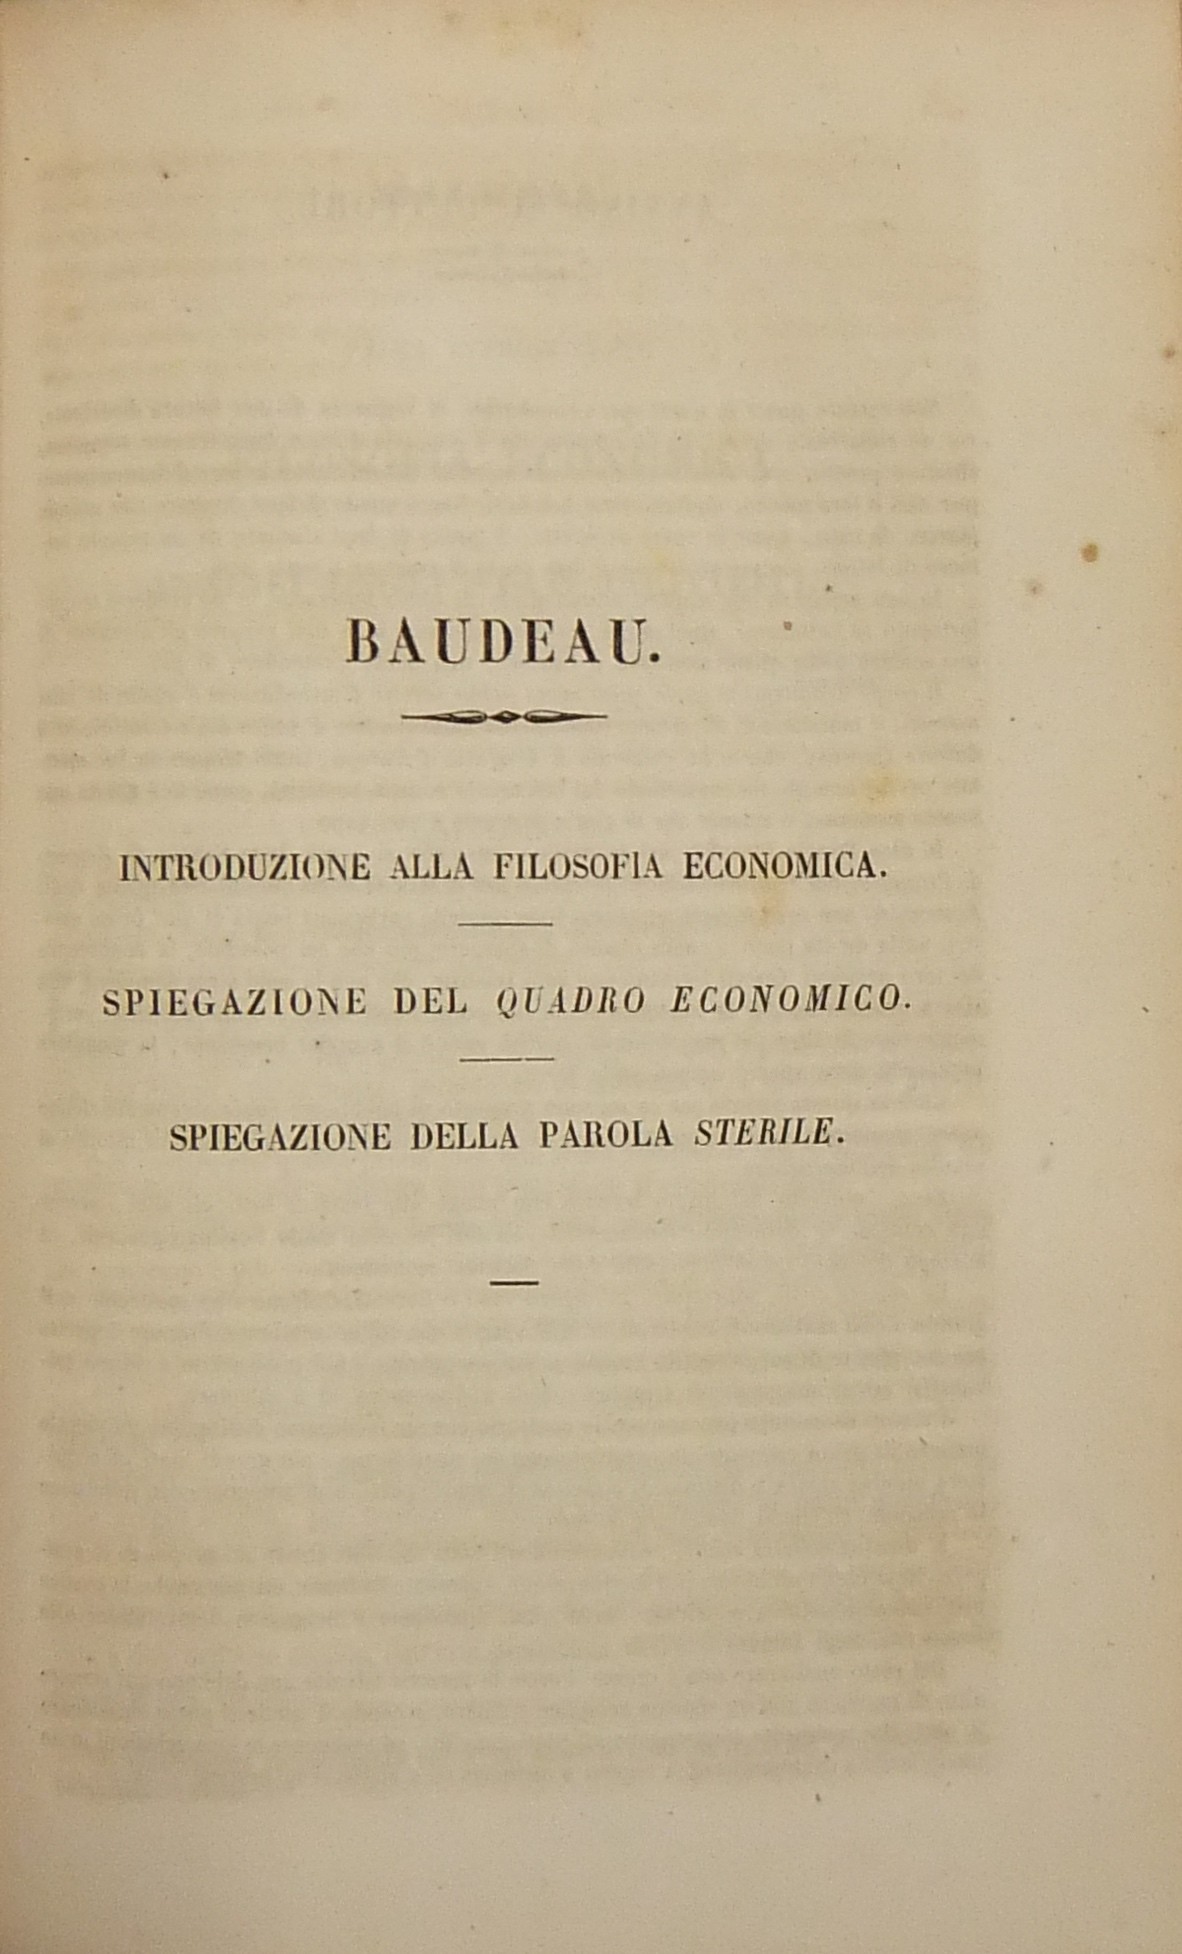 BAUDEAU.
INTRODUZIONE ALLA FILOSOFIA ECONOMICA.
SPIEGAZIONE DEL QUADRO ECONOMICO.
SPIEGAZIONE DELLA PAROLA STERILE.